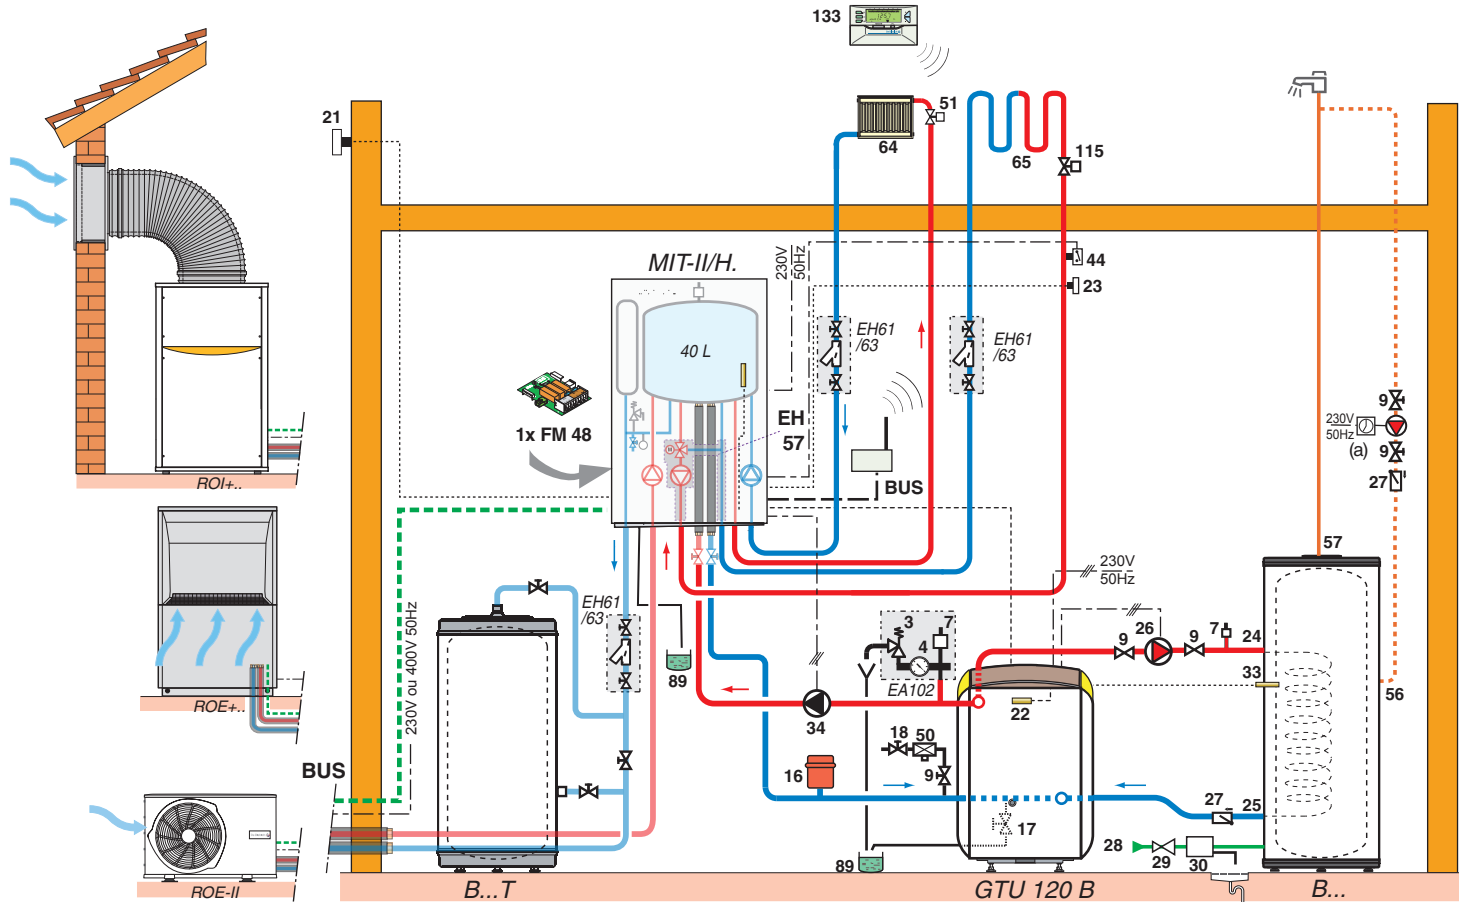 133
21
51
64
65
115
MIT-II/H.
230V
50Hz
44
23
40 L
EH61
/63
EH61
/63
1x FM 48
EH
57
9
230V
50Hz
(a)
9
27
BUS
ROI+..
57
230V
50Hz
EH61
/63
230V ou 400V 50Hz
3
7
4
EA102
9
26
9
7
24
89
33
56
22
ROE+..
34
18
50
BUS
16
9
27
25
17
28
29
30
89
ROE-II
B...T
GTU 120 B
B...